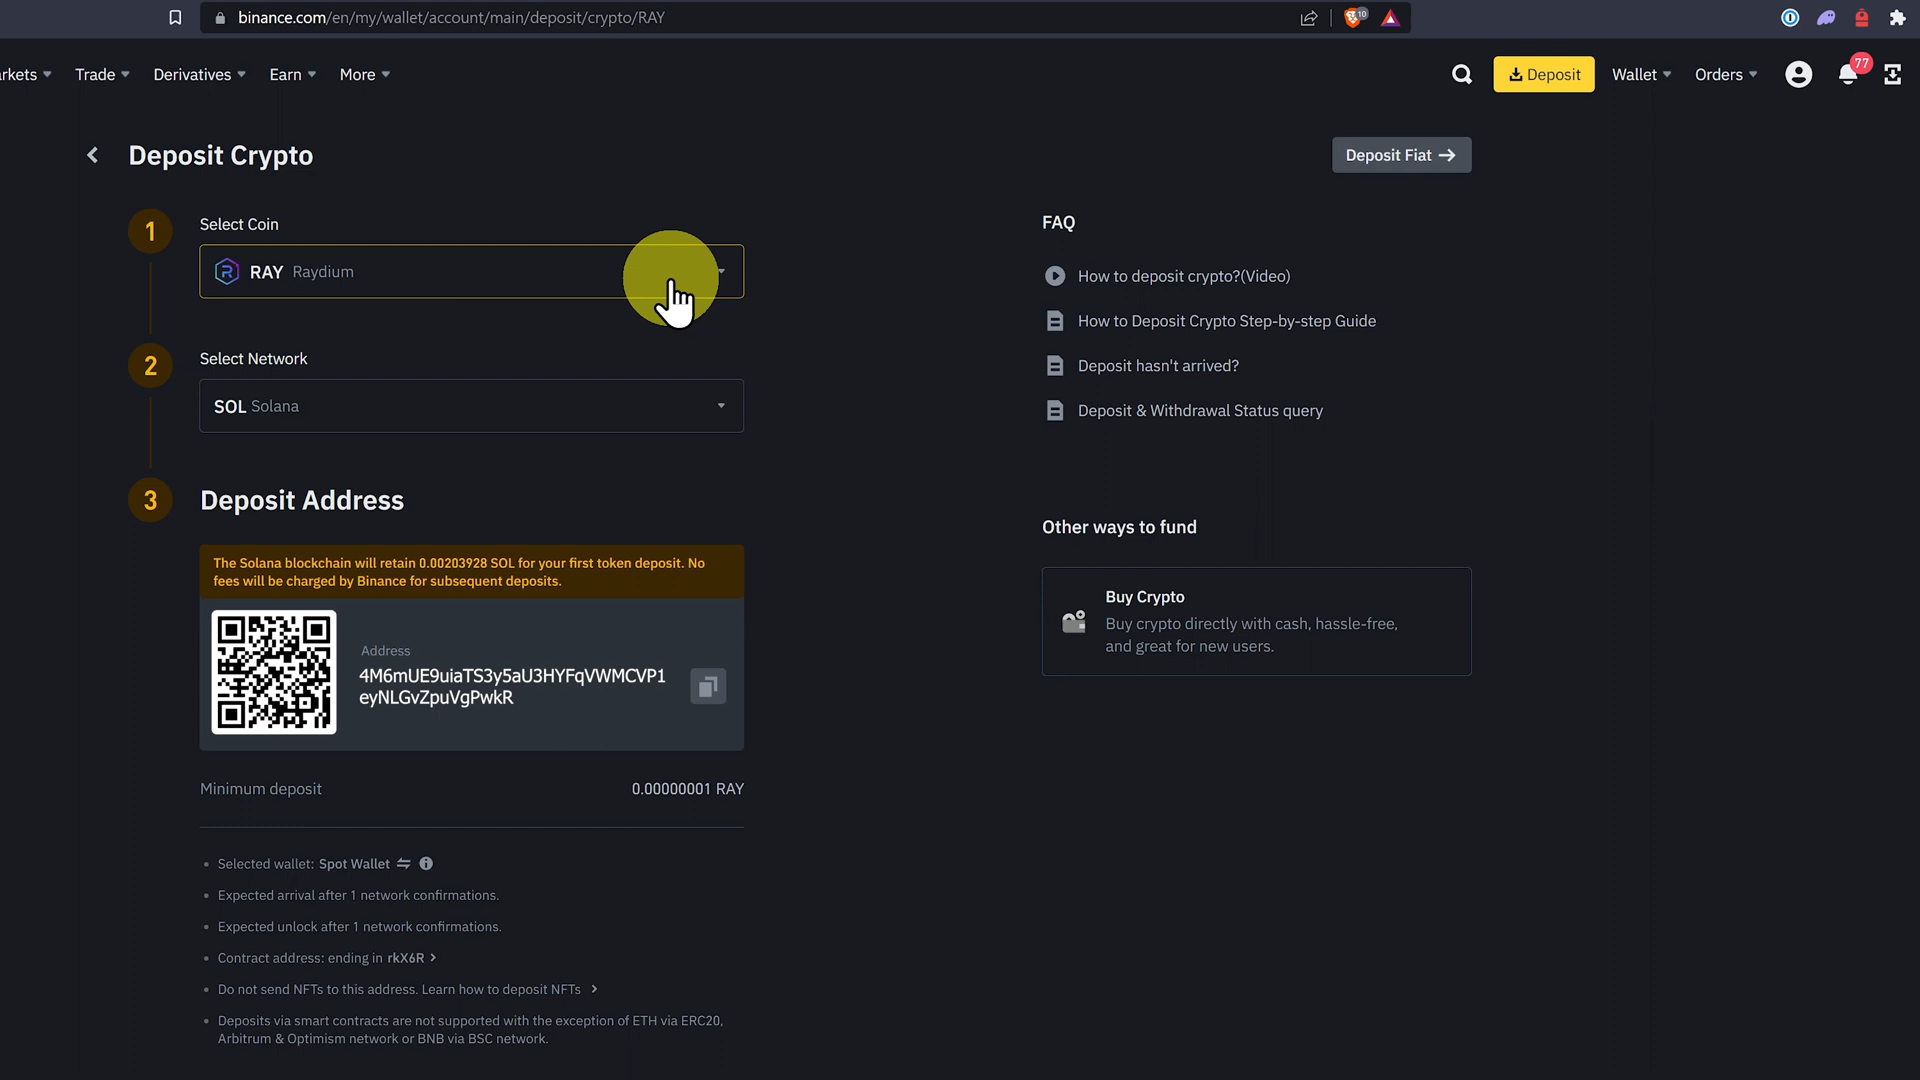 binance.com/en/my/wallet/account/main/deposit/crypto/RAY
10
rkets Trade Derivatives Earn More
Deposit Wallet Orders 77
Deposit Crypto
Deposit Fiat →
1
Select Coin
RAY Raydium
2
Select Network
SOL Solana
3
Deposit Address
The Solana blockchain will retain 0.00203928 SOL for your first token deposit. No
fees will be charged by Binance for subsequent deposits.
Address
4M6mUE9uiaTS3y5aU3HYFqVWMCVP1
eyNLGvZpuVgPwkR
Minimum deposit 0.00000001 RAY
• Selected wallet: Spot Wallet
• Expected arrival after 1 network confirmations.
• Expected unlock after 1 network confirmations.
• Contract address: ending in rkX6R >
• Do not send NFTs to this address. Learn how to deposit NFTs >
• Deposits via smart contracts are not supported with the exception of ETH via ERC20,
Arbitrum & Optimism network or BNB via BSC network.
FAQ
How to deposit crypto?(Video)
How to Deposit Crypto Step-by-step Guide
Deposit hasn't arrived?
Deposit & Withdrawal Status query
Other ways to fund
Buy Crypto
Buy crypto directly with cash, hassle-free,
and great for new users.